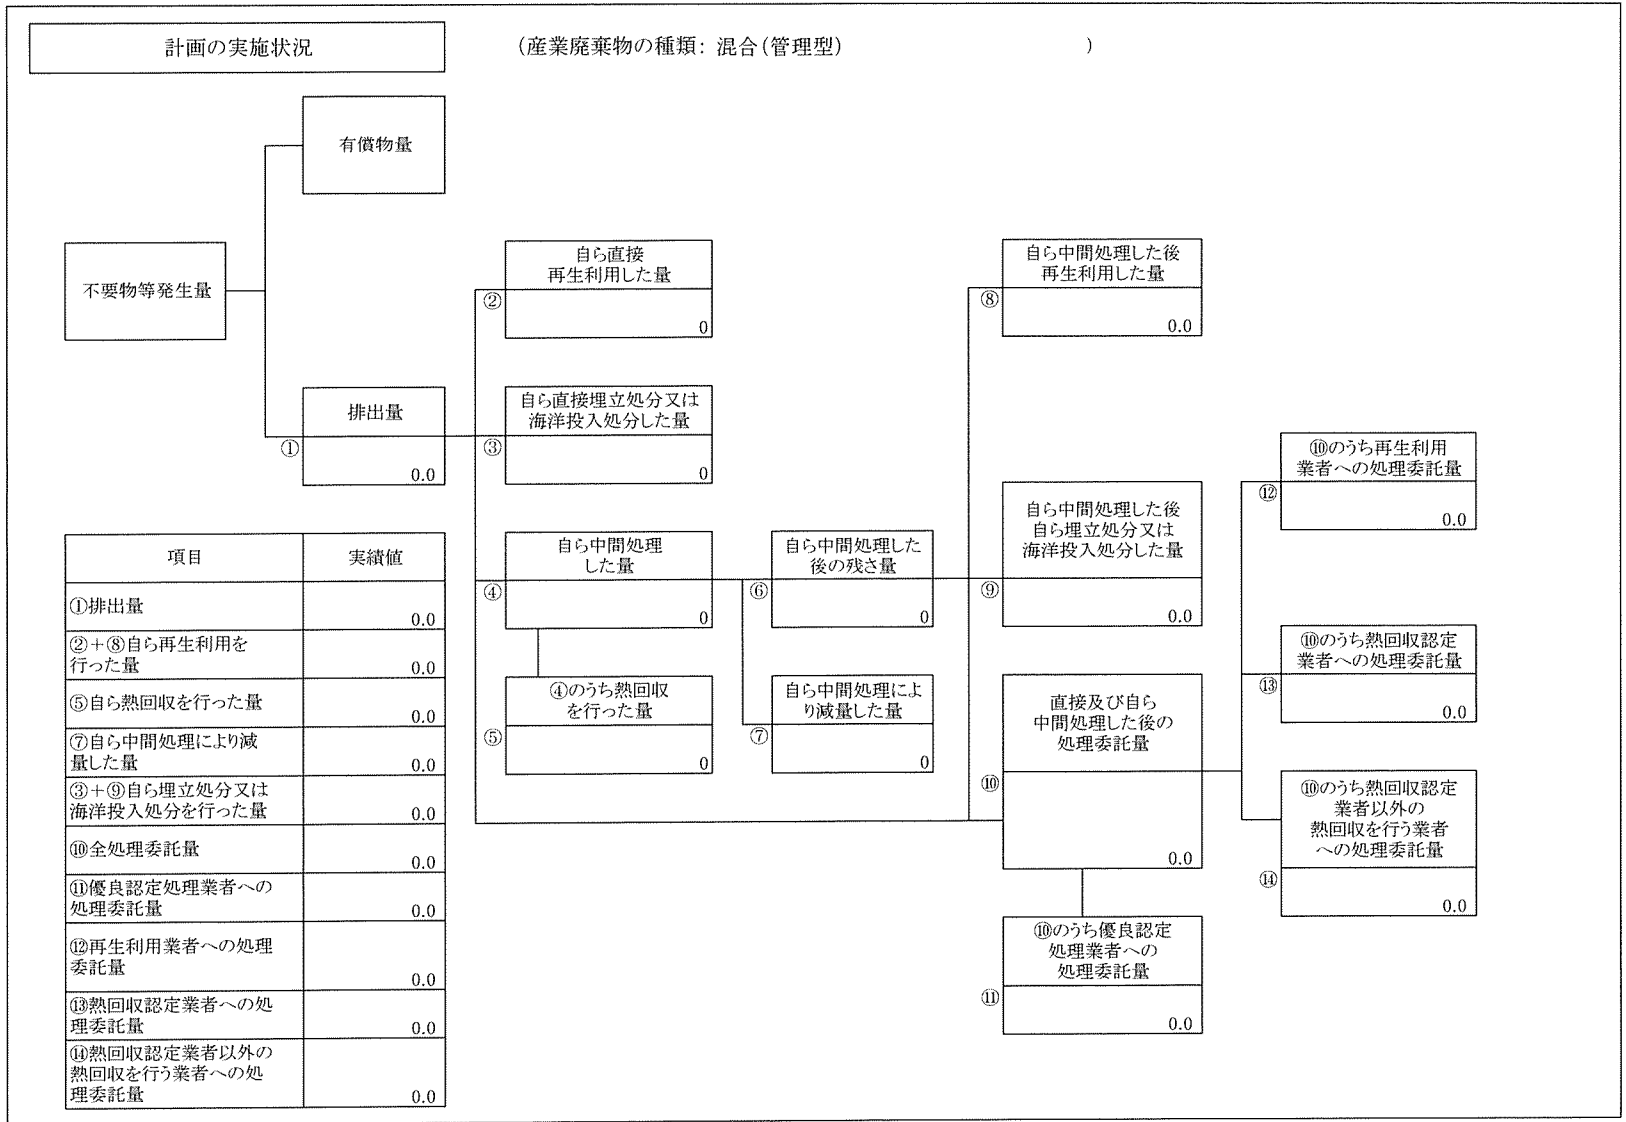 計画の実施状況
(産業廃棄物の種類: 混合(管理型) )
有償物量
不要物等発生量
排出量
①
0.0
自ら直接
再生利用した量
②
0
自ら直接埋立処分又は
海洋投入処分した量
③
0
自ら中間処理
した量
④
0
④のうち熱回収
を行った量
⑤
0
自ら中間処理した
後の残さ量
⑥
0
自ら中間処理によ
り減量した量
⑦
0
自ら中間処理した後
再生利用した量
⑧
0.0
自ら中間処理した後
自ら埋立処分又は
海洋投入処分した量
⑨
0.0
直接及び自ら
中間処理した後の
処理委託量
⑩
0.0
⑩のうち優良認定
処理業者への
処理委託量
⑪
0.0
⑩のうち再生利用
業者への処理委託量
⑫
0.0
⑩のうち熱回収認定
業者への処理委託量
⑬
0.0
⑩のうち熱回収認定
業者以外の
熱回収を行う業者
への処理委託量
⑭
0.0
項目 実績値
①排出量
0.0
②+⑧自ら再生利用を
行った量
0.0
⑤自ら熱回収を行った量
0.0
⑦自ら中間処理により減
量した量
0.0
③+⑨自ら埋立処分又は
海洋投入処分を行った量
0.0
⑩全処理委託量
0.0
⑪優良認定処理業者への
処理委託量
0.0
⑫再生利用業者への処理
委託量
0.0
⑬熱回収認定業者への処
理委託量
0.0
⑭熱回収認定業者以外の
熱回収を行う業者への処
理委託量
0.0